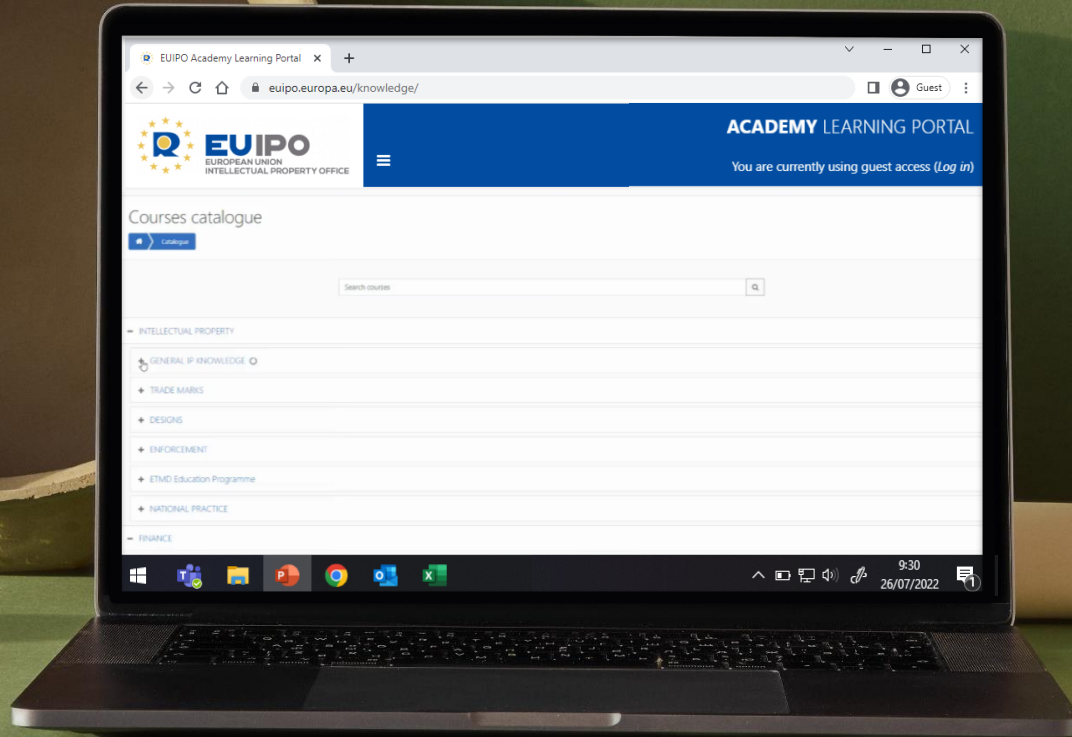 EUIPO Academy Learning Portal
euipo.europa.eu/knowledge/
Guest
R
EUIPO
EUROPEAN UNION
INTELLECTUAL PROPERTY OFFICE
ACADEMY LEARNING PORTAL
You are currently using guest access (Log in)
Courses catalogue
Catalogue
Search courses
INTELLECTUAL PROPERTY
GENERAL IP KNOWLEDGE
TRADE MARKS
DESIGNS
ENFORCEMENT
ETMD Education Programme
NATIONAL PRACTICE
FINANCE
9:30
26/07/2022
1